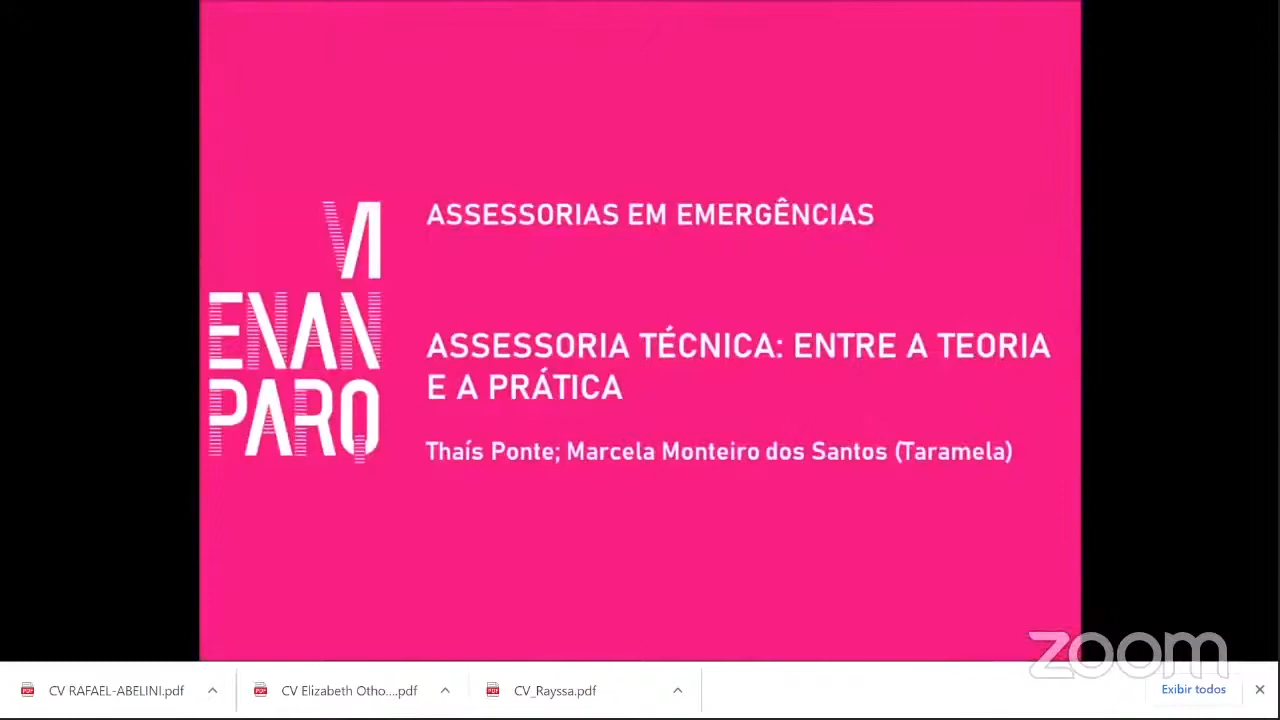 VI
ENAN
PARQ
ASSESSORIAS EM EMERGÊNCIAS
ASSESSORIA TÉCNICA: ENTRE A TEORIA
E A PRÁTICA
Thaís Ponte; Marcela Monteiro dos Santos (Taramela)
zoom
CV RAFAEL-ABELINI.pdf
CV Elizabeth Otho....pdf
CV_Rayssa.pdf
Exibir todos